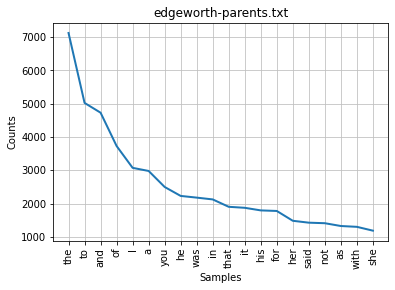 edgeworth-parents.txt
7000
6000
5000
4000
3000
2000
1000
Counts
the
to
and
of
I
a
you
he
was
in
that
it
his
for
her
said
not
as
with
she
Samples